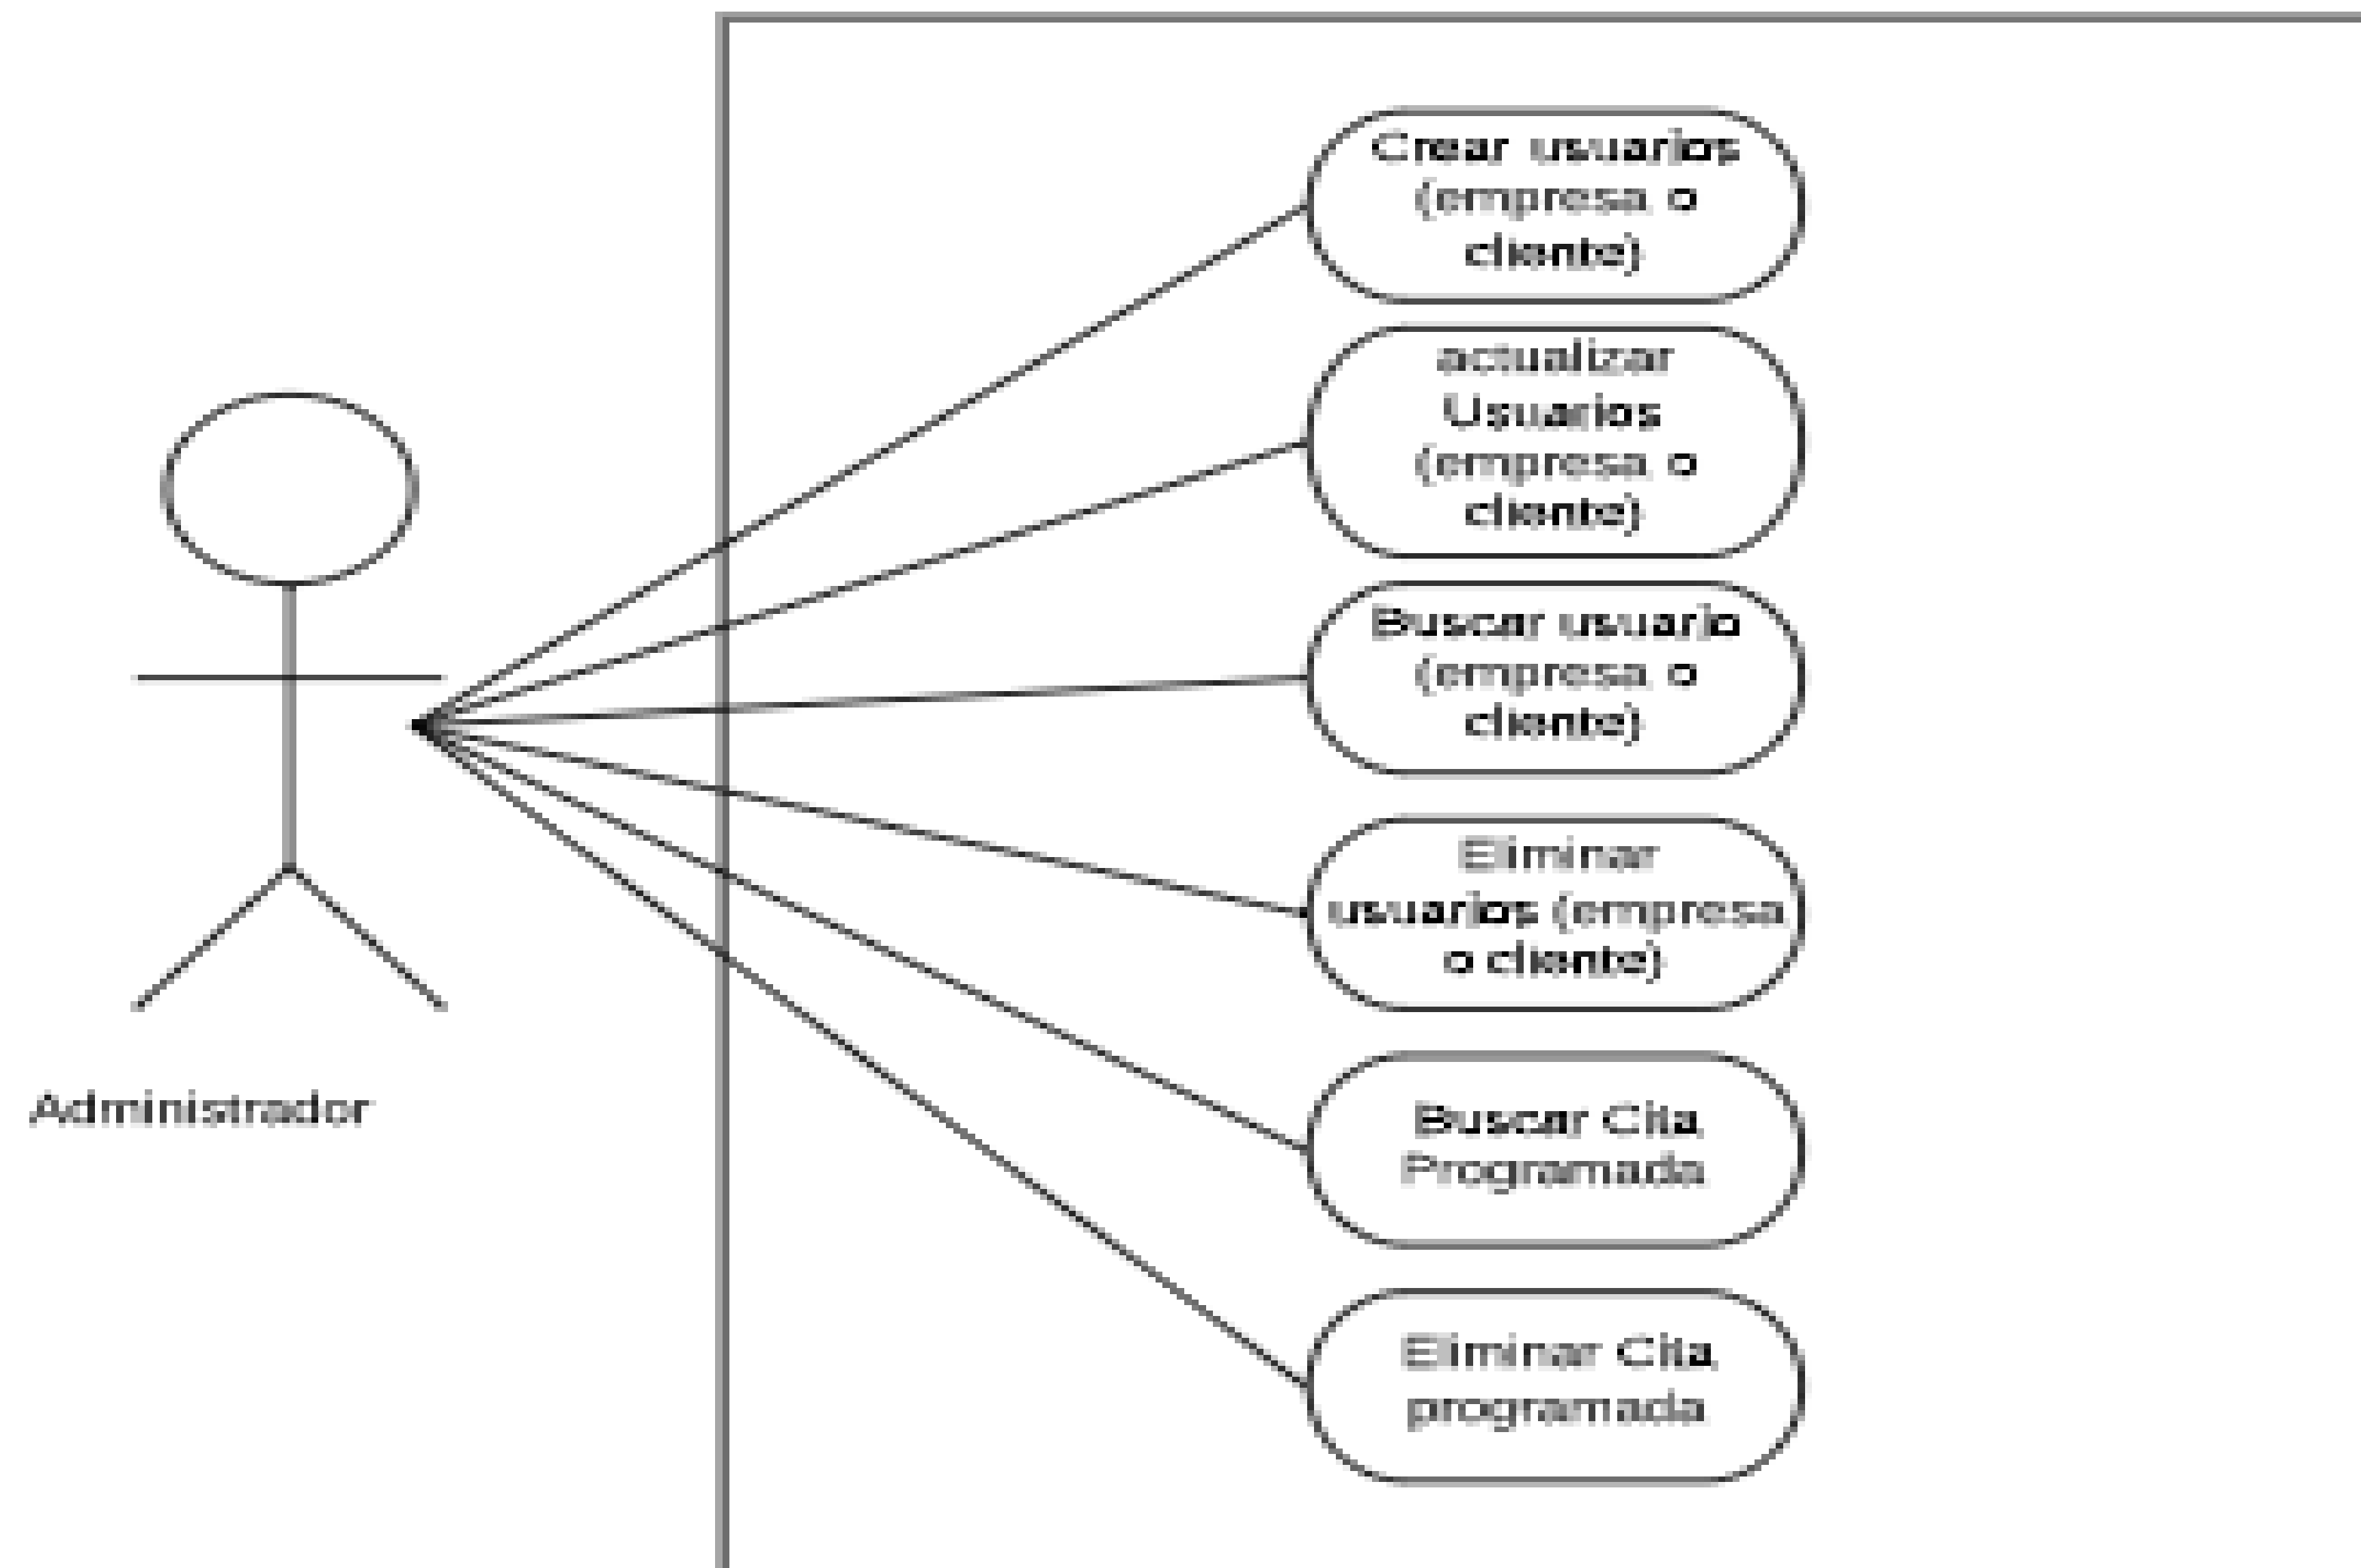 Crear usuarios
(empresa o
cliente)
actualizar
Usuarios
(empresa o
cliente)
Buscar usuario
(empresa o
cliente)
Eliminar
usuarios (empresa
o cliente)
Administrador
Buscar Cita
Programada
Eliminar Cita
programada